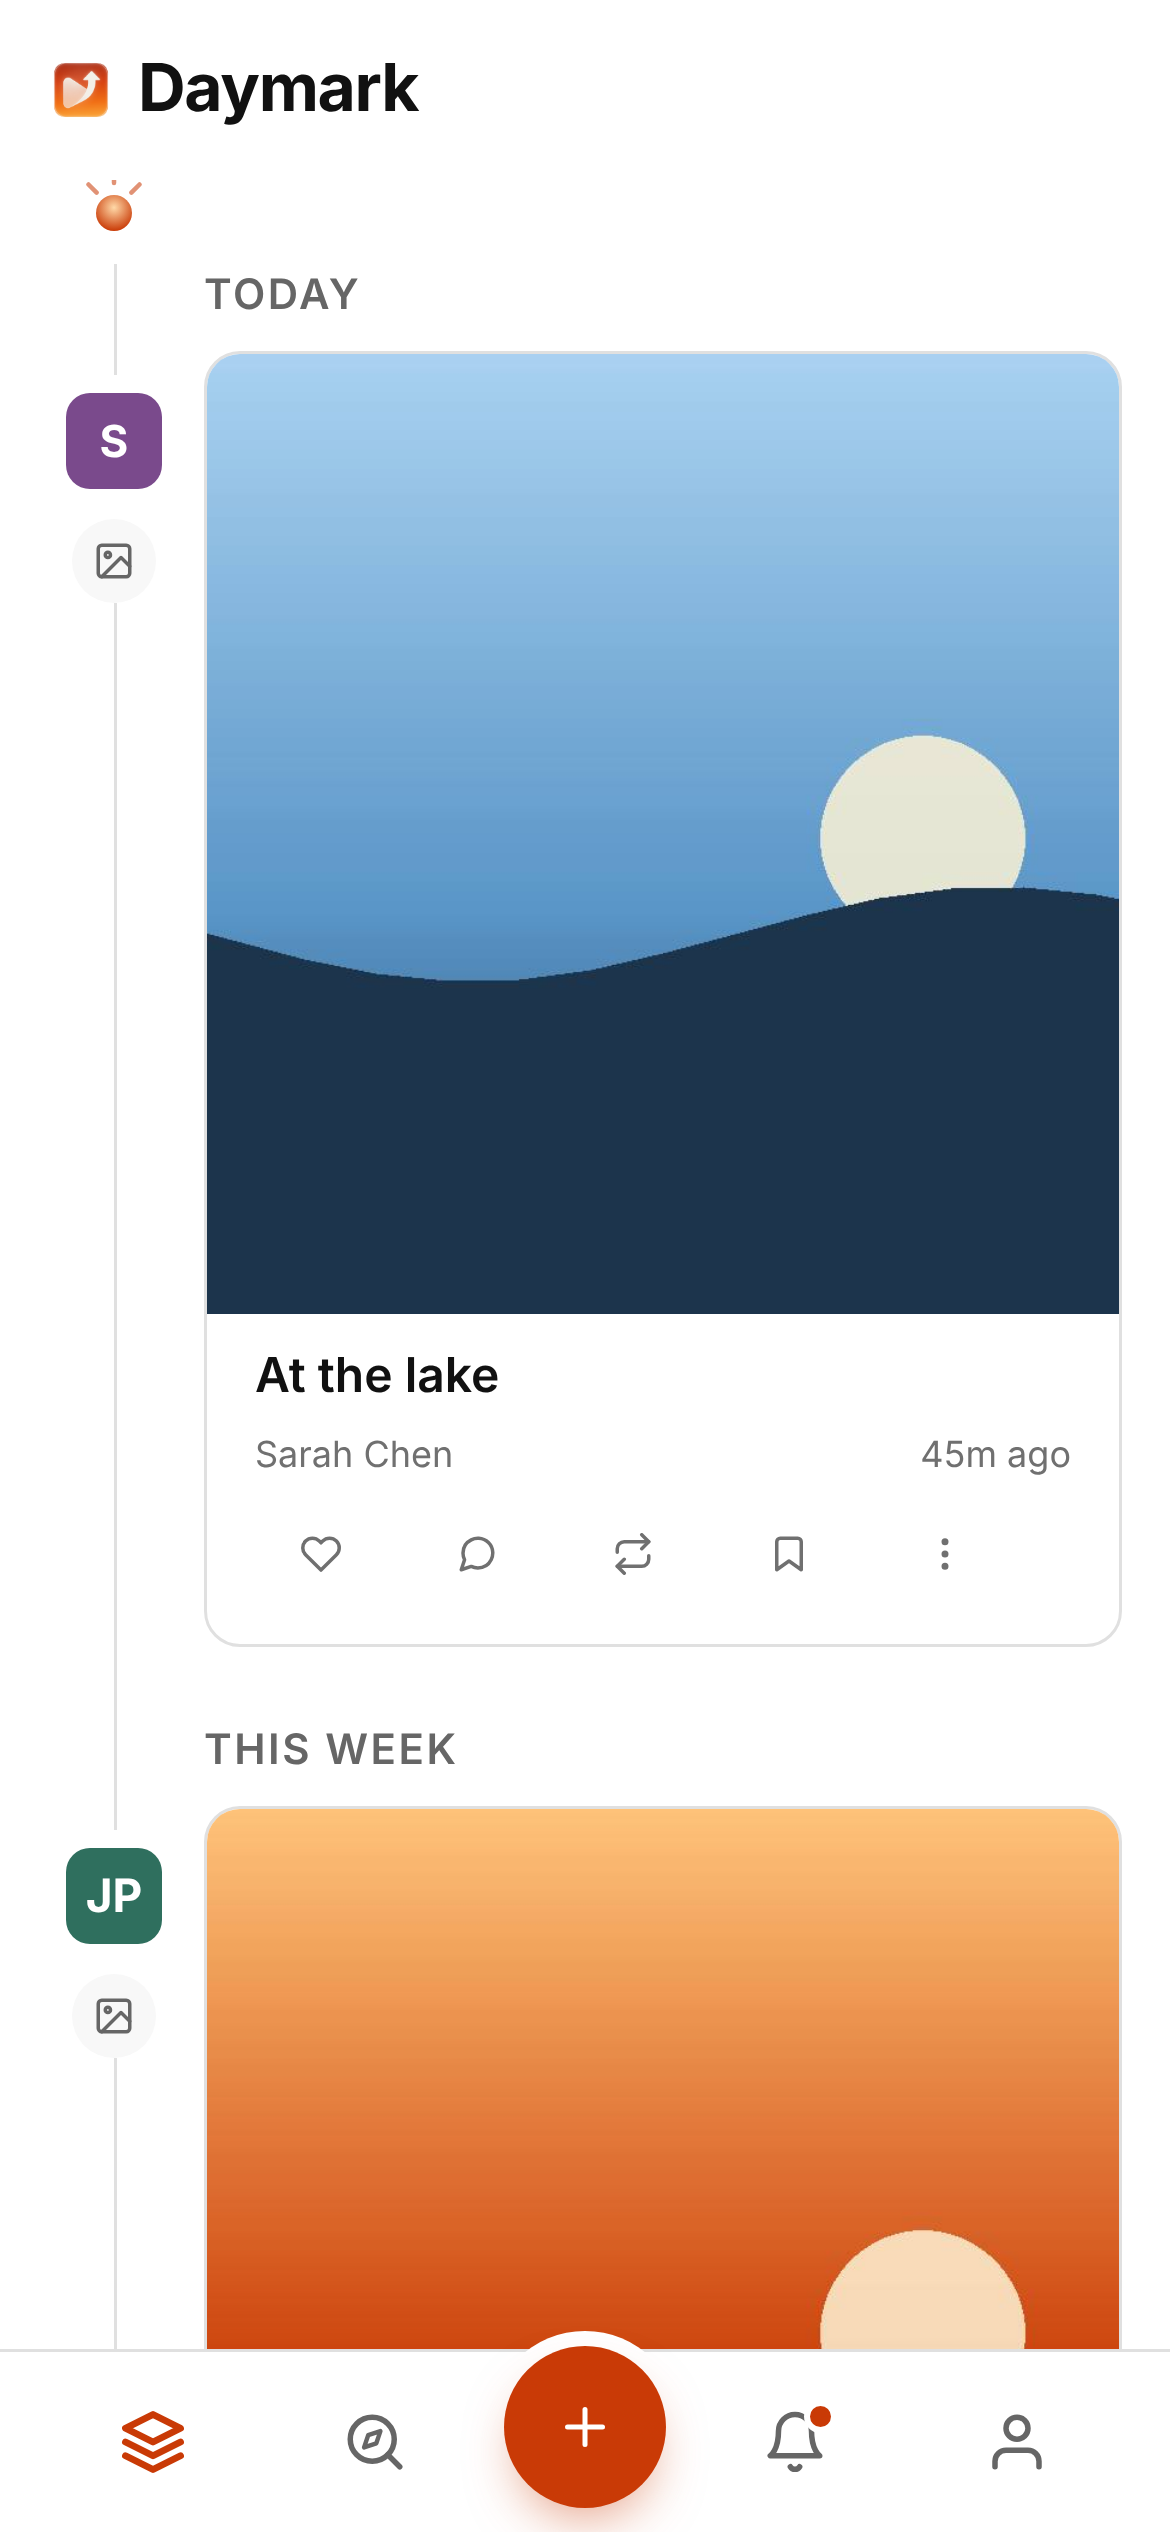 Daymark
TODAY
S
At the lake
Sarah Chen
45m ago
THIS WEEK
JP